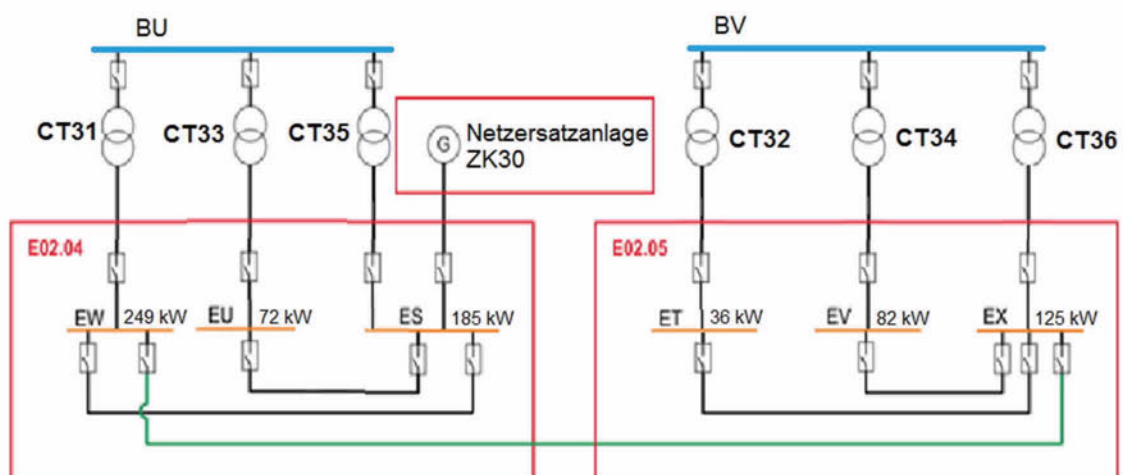 BU
BV
CT31
CT33
CT35
G
Netzersatzanlage
ZK30
CT32
CT34
CT36
E02.04
E02.05
EW 249 kW
EU 72 kW
ES 185 kW
ET 36 kW
EV 82 kW
EX 125 kW